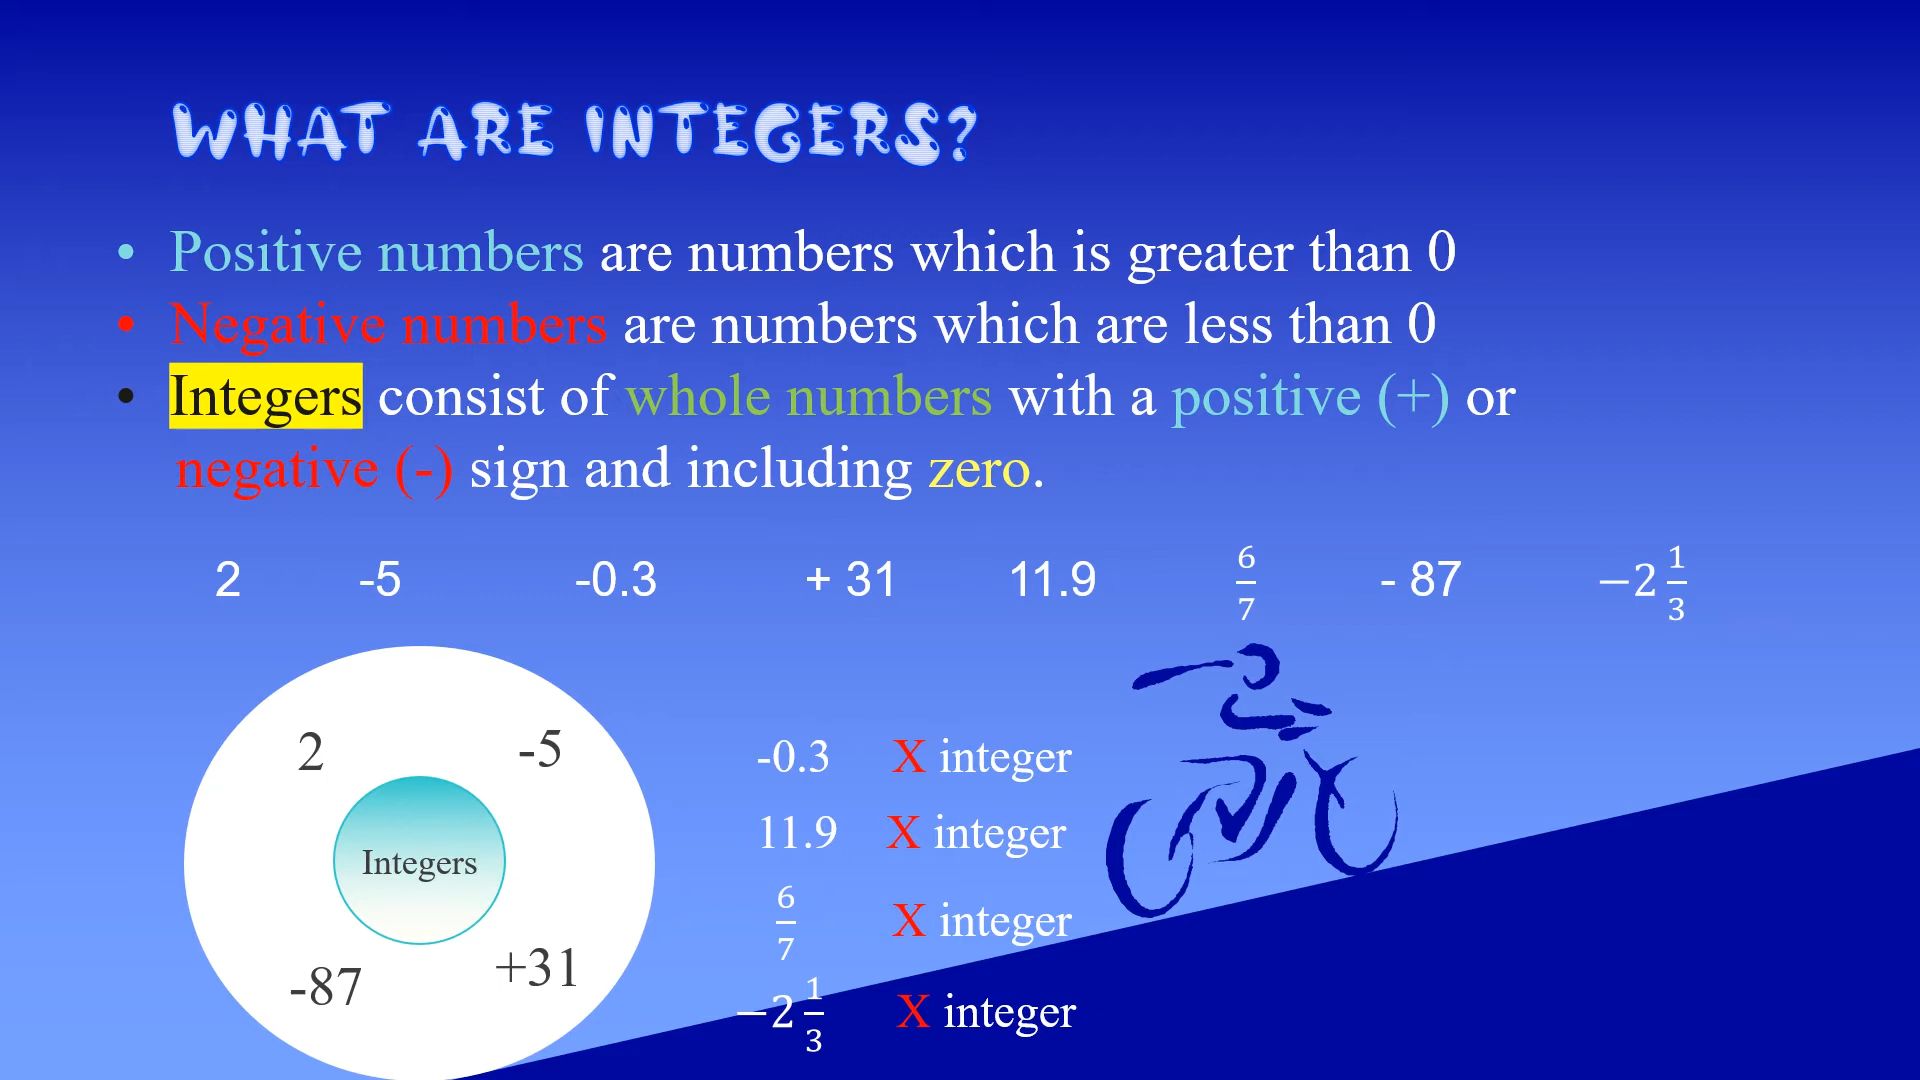 WHAT ARE INTEGERS?
• Positive numbers are numbers which is greater than 0
• Negative numbers are numbers which are less than 0
• Integers consist of whole numbers with a positive (+) or
negative (-) sign and including zero.
2 -5 -0.3 + 31 11.9 6/7 - 87 −2 1/3
2 -5
Integers
-87 +31
-0.3 X integer
11.9 X integer
6/7 X integer
−2 1/3 X integer